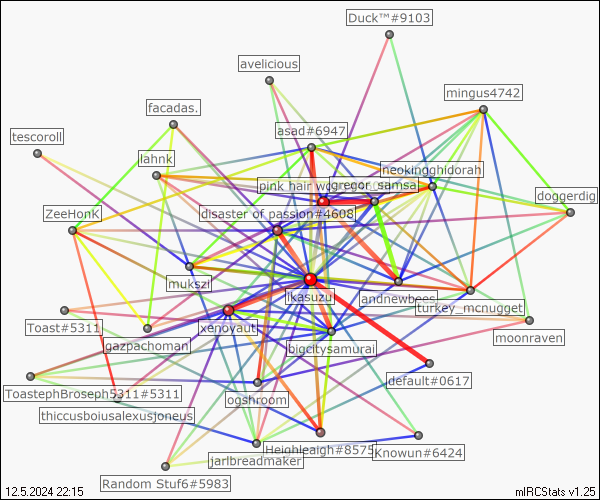 Duck™#9103
avelicious
mingus4742
facadas.
asad#6947
tescoroll
lahnk
neokingghidorah
pink hair wo
gregor_samsa
doggerdig
ZeeHonk
disaster of passion#4608
mukszi
ikasuzu
andnewbees
turkey_mcnugget
Toast#5311
gazpachoman
xenoyaut
bigcitysamurai
moonraven
default#0617
ToastephBroseph5311#5311
ogshroom
thiccusboiusalexusjoneus
Heighleaigh#8575
Knowun#6424
jarlbreadmaker
Random Stuf6#5983
12.5.2024 22:15
mIRCStats v1.25